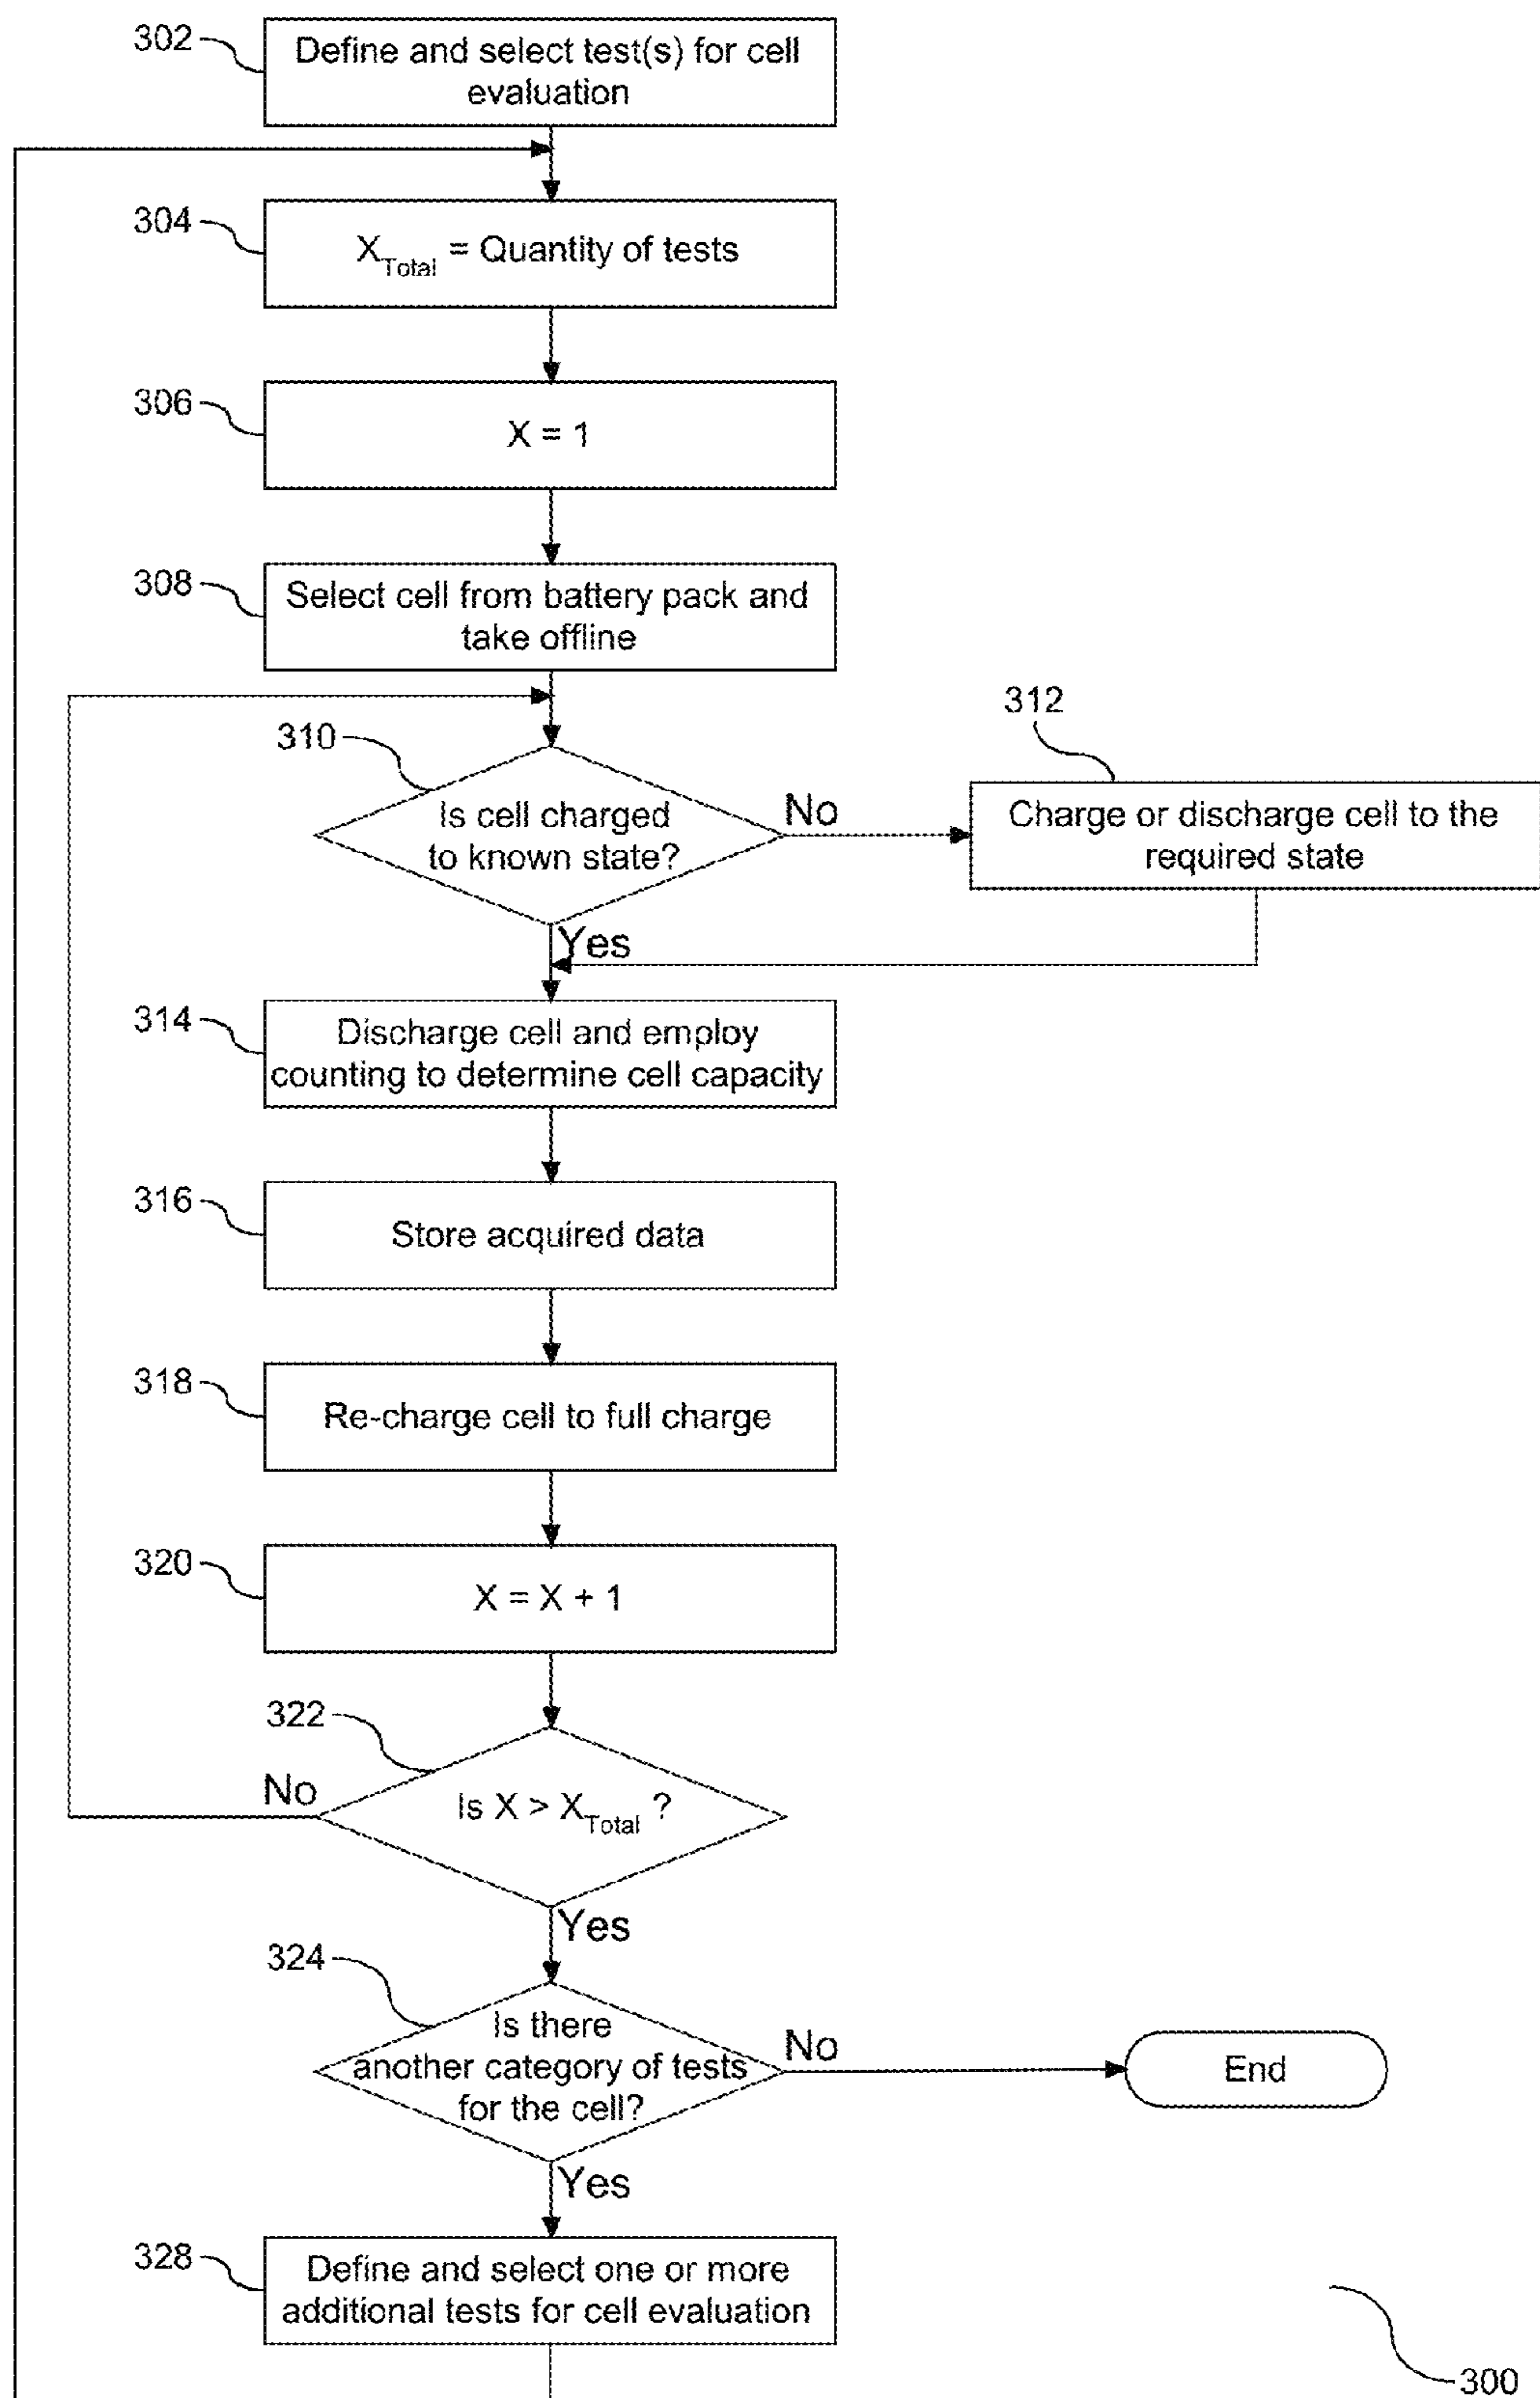 302
Define and select test(s) for cell
evaluation
304
X_Total = Quantity of tests
306
X = 1
308
Select cell from battery pack and
take offline
310
Is cell charged
to known state?
No
312
Charge or discharge cell to the
required state
Yes
314
Discharge cell and employ
counting to determine cell capacity
316
Store acquired data
318
Re-charge cell to full charge
320
X = X + 1
322
No
Is X > X_Total ?
Yes
324
Is there
another category of tests
for the cell?
No
End
Yes
328
Define and select one or more
additional tests for cell evaluation
300